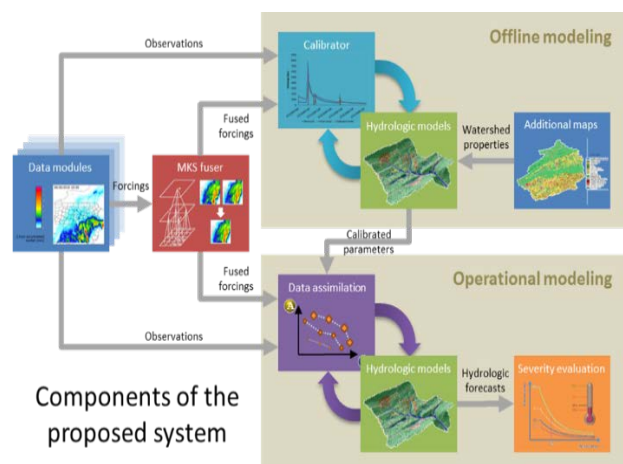 Observations
Offline modeling
Calibrator
Fused
forcings
Hydrologic models
Watershed
properties
Additional maps
Data modules
Forcings
MKS fuser
Calibrated
parameters
Fused
forcings
Data assimilation
Operational modeling
Observations
Hydrologic models
Hydrologic
forecasts
Severity evaluation
Components of the
proposed system